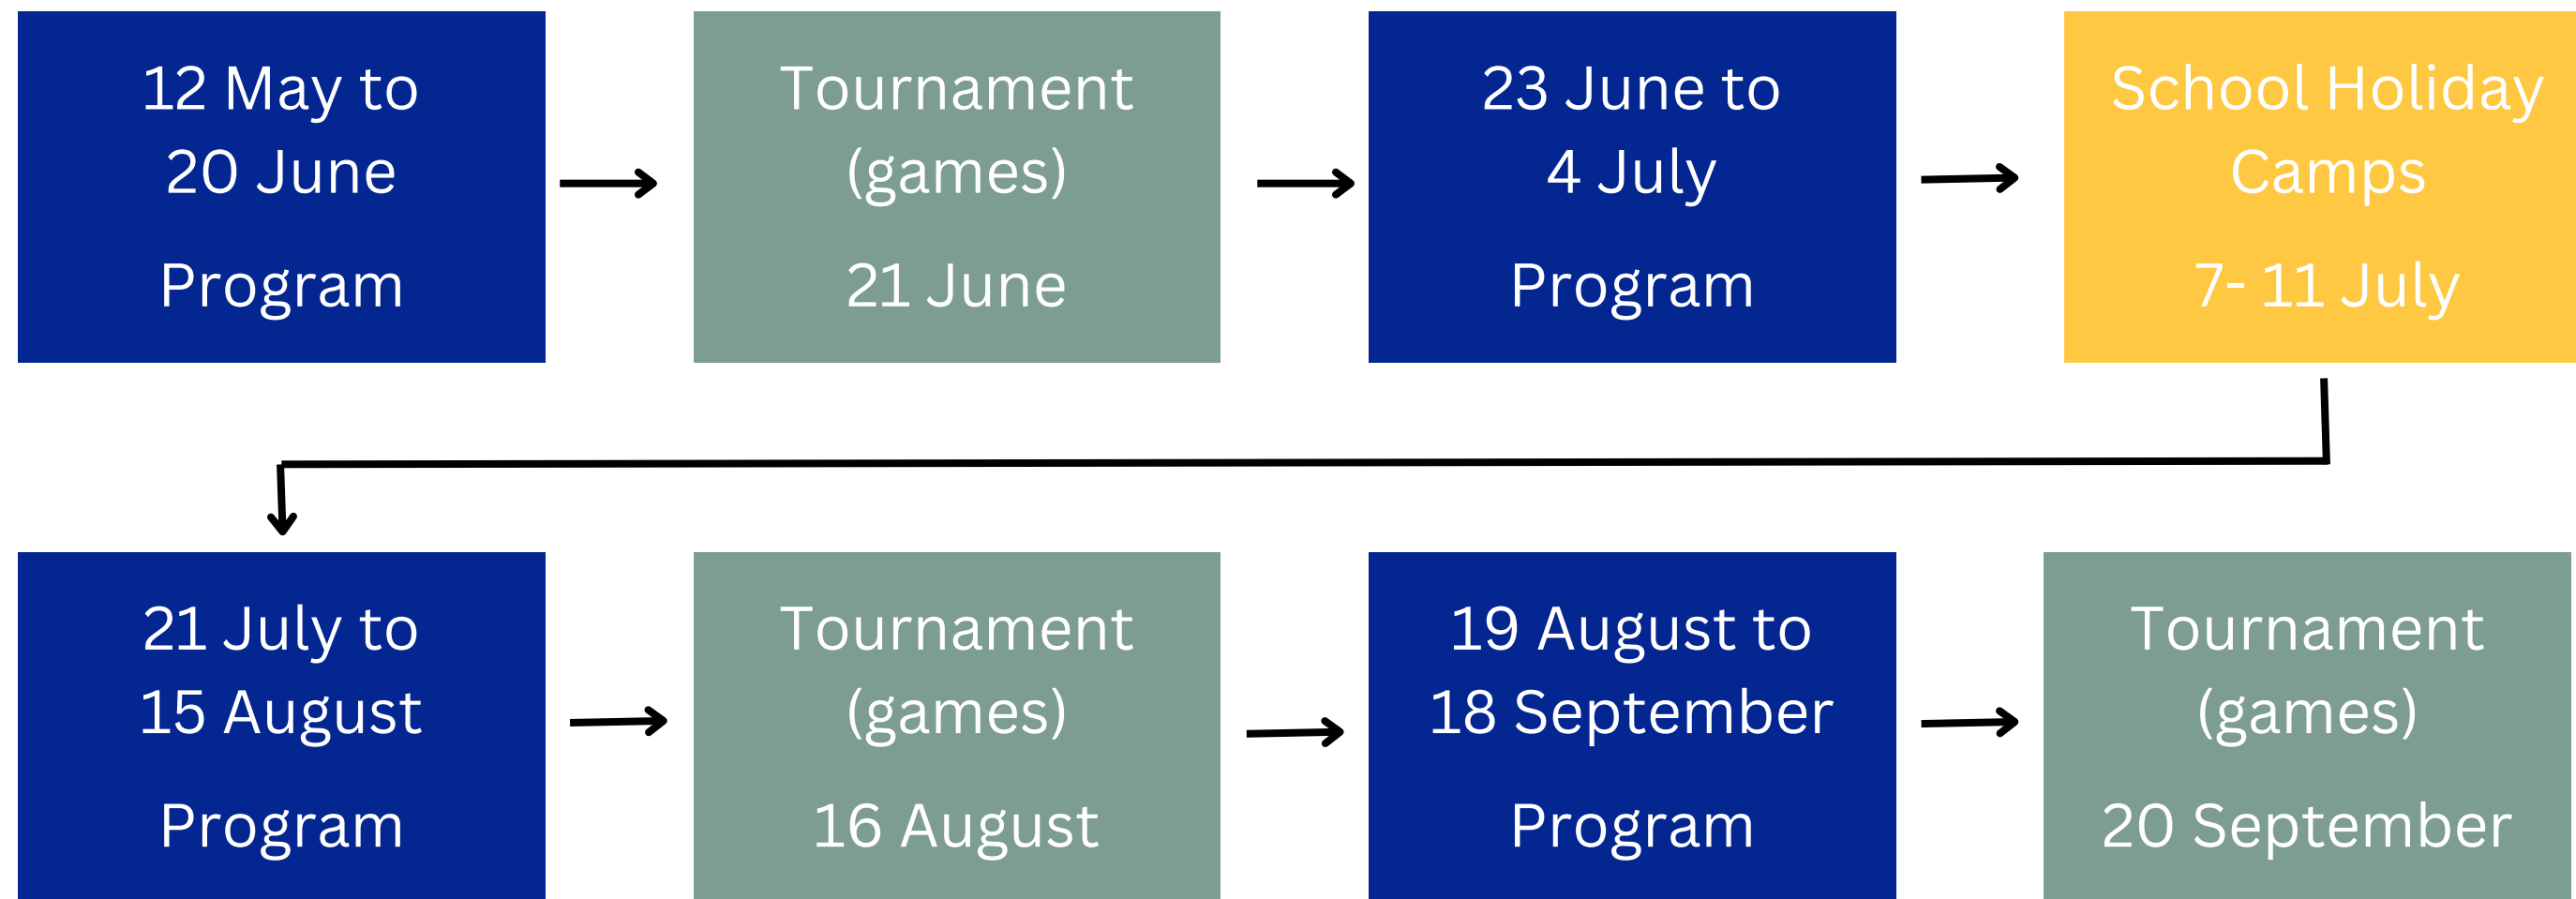 12 May to
20 June
Program
Tournament
(games)
21 June
23 June to
4 July
Program
School Holiday
Camps
7- 11 July
21 July to
15 August
Program
Tournament
(games)
16 August
19 August to
18 September
Program
Tournament
(games)
20 September